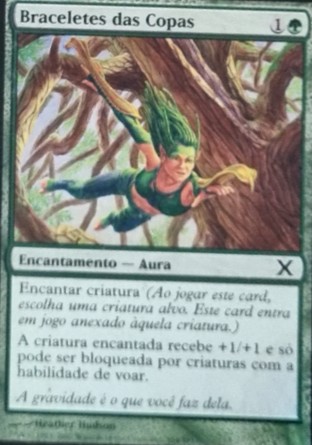 Braceletes das Copas 1
Encantamento — Aura X
Encantar criatura (Ao jogar este card,
escolha uma criatura alvo. Este card entra
em jogo anexado àquela criatura.)
A criatura encantada recebe +1/+1 e só
pode ser bloqueada por criaturas com a
habilidade de voar.
A gravidade é o que você faz dela.
Heather Hudson